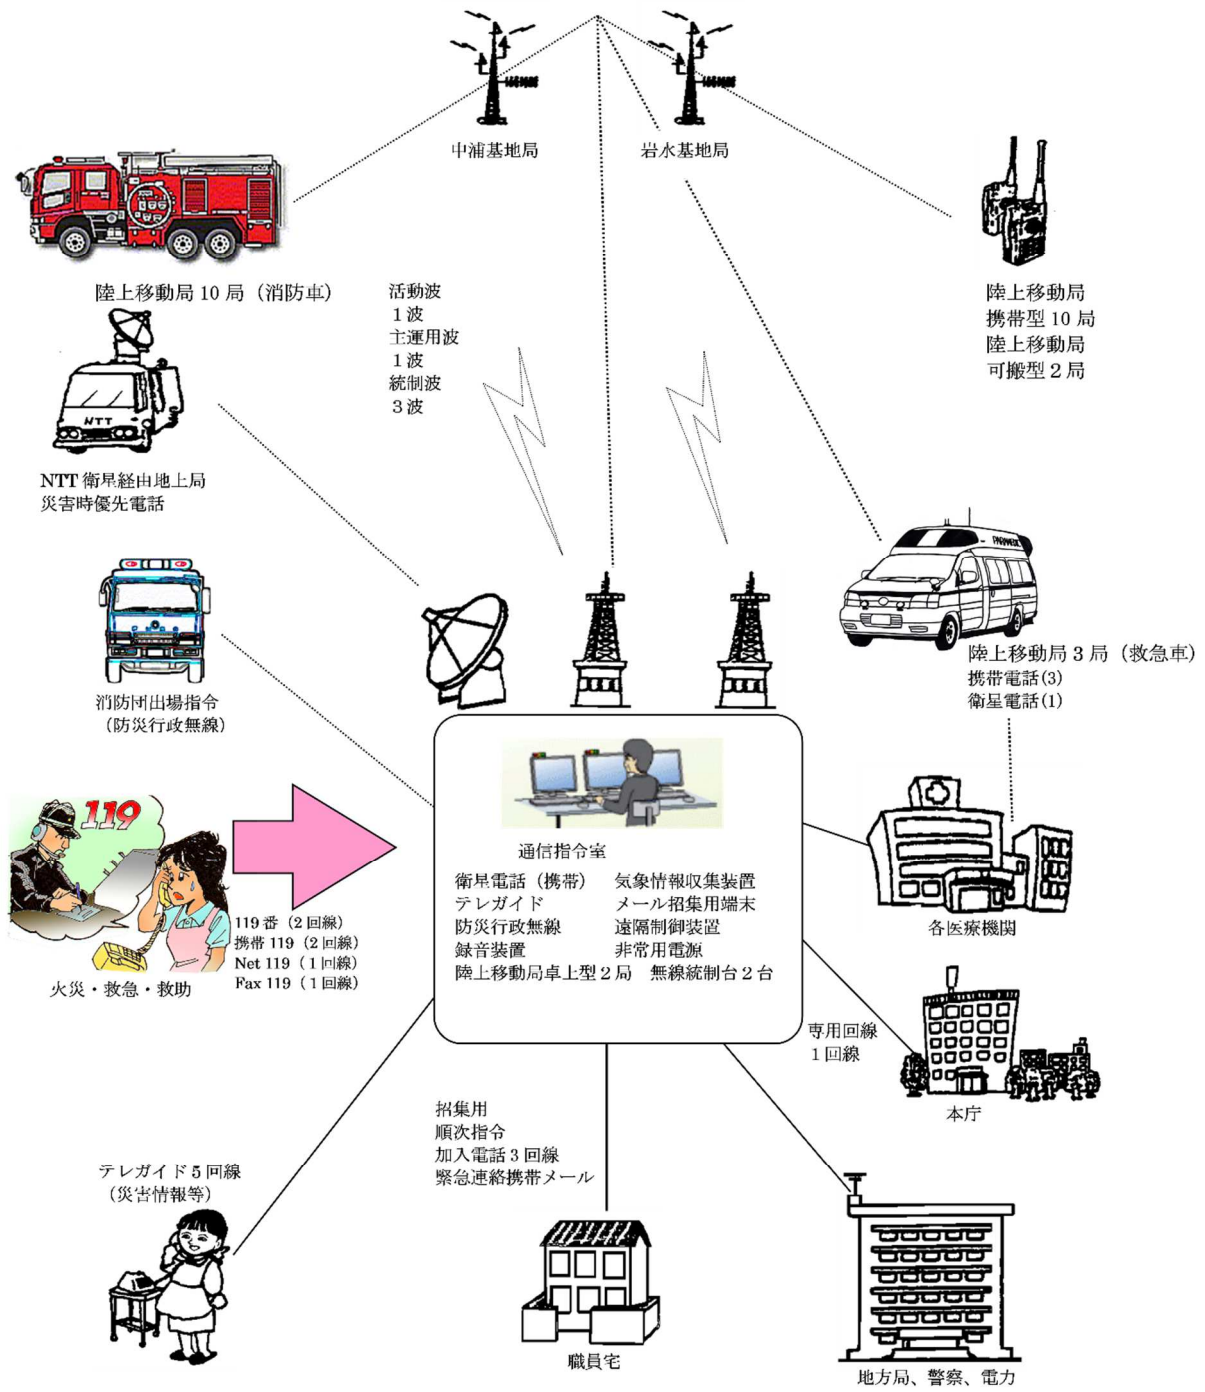 中浦基地局
岩水基地局
陸上移動局 10 局（消防車）
活動波
１波
主運用波
１波
統制波
３波
陸上移動局
携帯型 10 局
陸上移動局
可搬型２局
NTT
NTT 衛星経由地上局
災害時優先電話
PARAMEDIC
陸上移動局３局（救急車）
携帯電話(3)
衛星電話(1)
消防団出場指令
（防災行政無線）
119
119 番（２回線）
携帯 119（２回線）
Net 119（１回線）
Fax 119（１回線）
火災・救急・救助
通信指令室
衛星電話（携帯）　気象情報収集装置
テレガイド　メール招集用端末
防災行政無線　遠隔制御装置
録音装置　非常用電源
陸上移動局卓上型２局　無線統制台２台
各医療機関
専用回線
１回線
本庁
招集用
順次指令
加入電話３回線
緊急連絡携帯メール
テレガイド５回線
（災害情報等）
職員宅
地方局、警察、電力